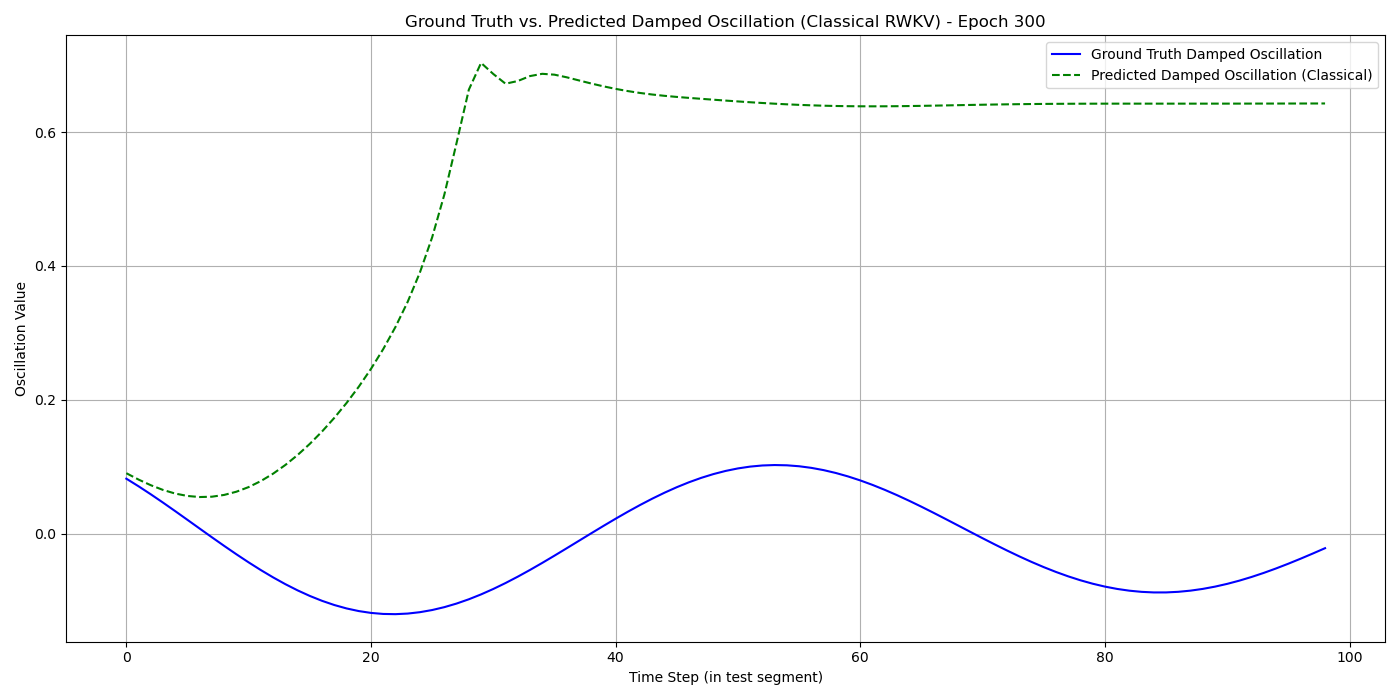 Ground Truth vs. Predicted Damped Oscillation (Classical RWKV) - Epoch 300
Ground Truth Damped Oscillation
Predicted Damped Oscillation (Classical)
Oscillation Value
0.6
0.4
0.2
0.0
0 20 40 60 80 100
Time Step (in test segment)